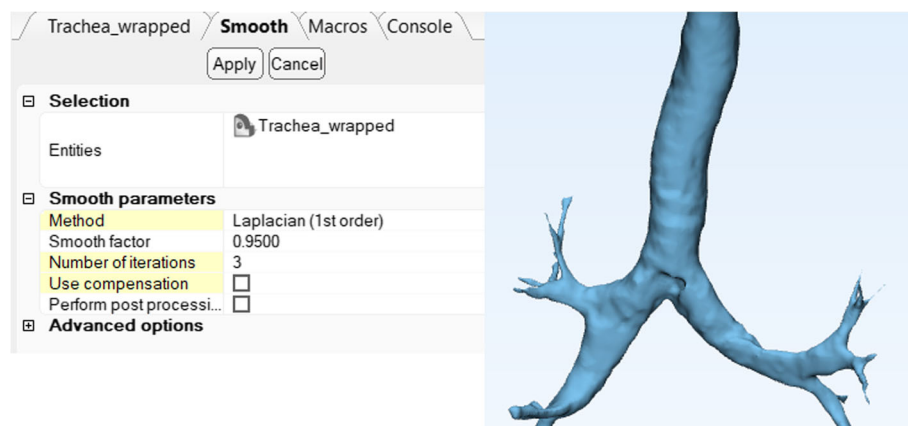 Trachea_wrapped Smooth Macros Console
Apply Cancel
Selection
Entities Trachea_wrapped
Smooth parameters
Method Laplacian (1st order)
Smooth factor 0.9500
Number of iterations 3
Use compensation
Perform post processi...
Advanced options